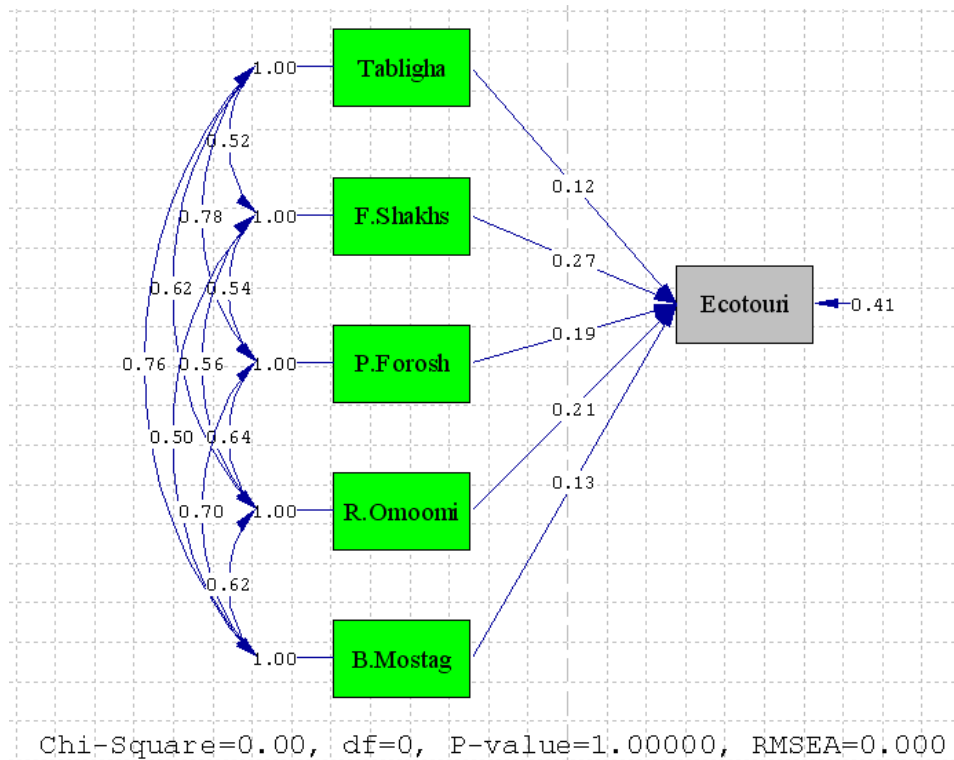 1.00 Tabligha
0.52
0.12
0.78 1.00 F.Shakhs
0.27
0.62 0.54
Ecotouri 0.41
0.19
0.76 0.56 1.00 P.Forosh
0.21
0.50 0.64
0.13
0.70 1.00 R.Omoomi
0.62
1.00 B.Mostag
Chi-Square=0.00, df=0, P-value=1.00000, RMSEA=0.000